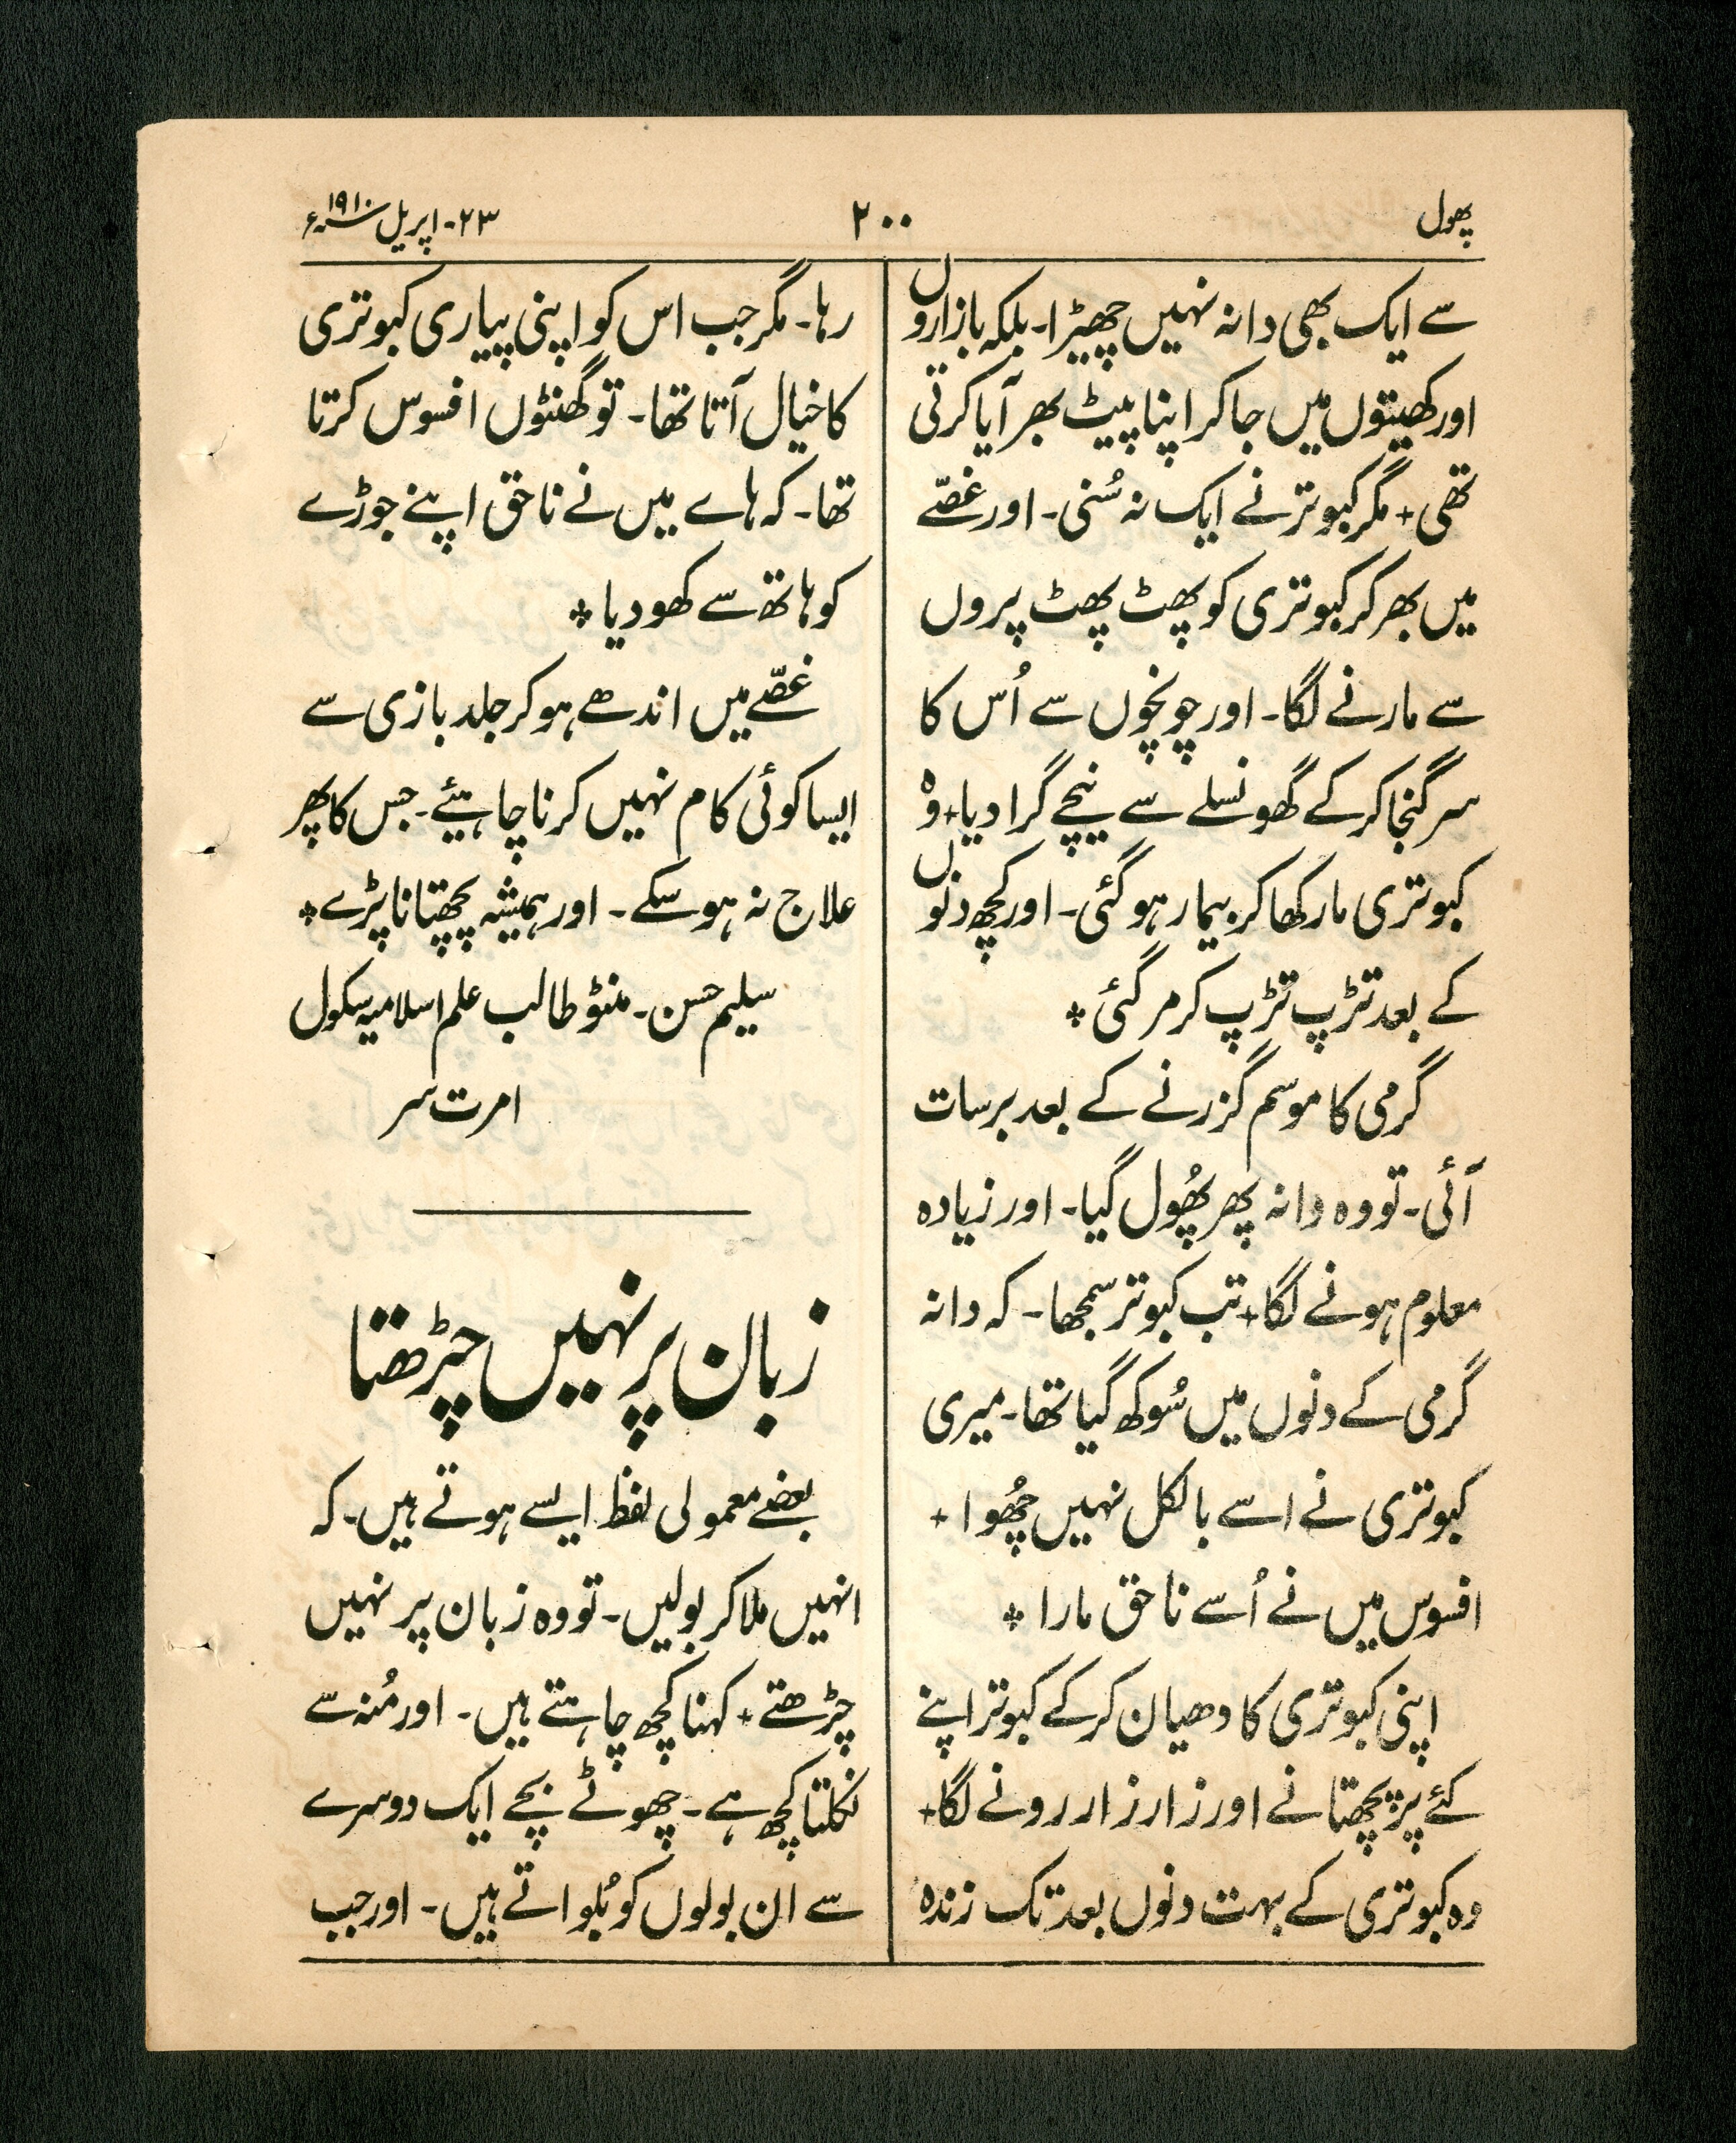 پھول
۲۰۰
۲۳-اپریل ۱۹۱۰ء
سے ایک بھی دانہ نہیں چھیڑا۔ بلکہ بازاروں
اور کھیتوں میں جا کر اپنا پیٹ بھر آیا کرتی
تھی + مگر کبوتر نے ایک نہ سُنی۔ اور غصّے
میں بھر کر کبوتری کو پھٹ پھٹ پروں
سے مارنے لگا۔ اور چونچوں سے اُس کا
سر گنجا کر کے گھونسلے سے نیچے گرا دیا + وہ
کبوتری مار کھا کر بیمار ہو گئی۔ اور کچھ دنوں
کے بعد تڑپ تڑپ کر مر گئی +
گرمی کا موسم گزرنے کے بعد برسات
آئی۔ تو وہ دانہ پھر پھُول گیا۔ اور زیادہ
معلوم ہونے لگا + تب کبوتر سمجھا۔ کہ دانہ
گرمی کے دنوں میں سُوکھ گیا تھا۔ میری
کبوتری نے اسے بالکل نہیں چھُوا +
افسوس میں نے اُسے ناحق مارا +
اپنی کبوتری کا دھیان کر کے کبوتر اپنے
کئے پر پچھتانے اور زار زار رونے لگا +
وہ کبوتری کے بہت دنوں بعد تک زندہ
رہا۔ مگر جب اس کو اپنی پیاری کبوتری
کا خیال آتا تھا۔ تو گھنٹوں افسوس کرتا
تھا۔ کہ ہاے میں نے ناحق اپنے جوڑے
کو ہاتھ سے کھو دیا +
غصّے میں اندھے ہو کر جلد بازی سے
ایسا کوئی کام نہیں کرنا چاہیئے۔ جس کا پھر
علاج نہ ہو سکے۔ اور ہمیشہ پچھتانا پڑے +
سلیم حسن۔ منٹو طالب علم اسلامیہ سکول
امرت سر
زبان پر نہیں چڑھتا
بعضے معمولی لفظ ایسے ہوتے ہیں۔ کہ
انہیں ملا کر بولیں۔ تو وہ زبان پر نہیں
چڑھتے + کہنا کچھ چاہتے ہیں۔ اور مُنہ سے
نکلتا کچھ ہے۔ چھوٹے بچے ایک دوسرے
سے ان بولوں کو بُلواتے ہیں۔ اور جب